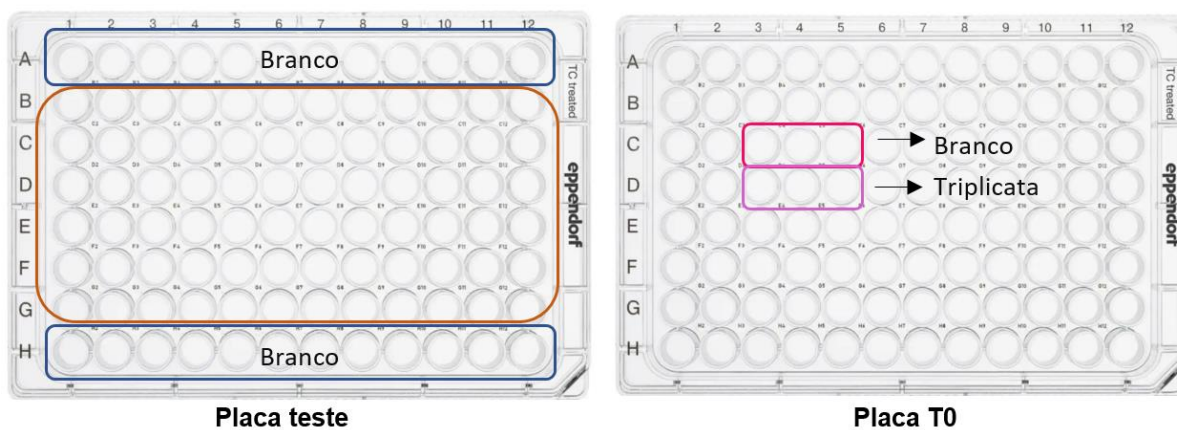 1 2 3 4 5 6 7 8 9 10 11 12
A
Branco
B
C
D
E
F
G
H
Branco
TC treated
eppendorf
Placa teste
1 2 3 4 5 6 7 8 9 10 11 12
A
B
C
Branco
D
Triplicata
E
F
G
H
TC treated
eppendorf
Placa T0